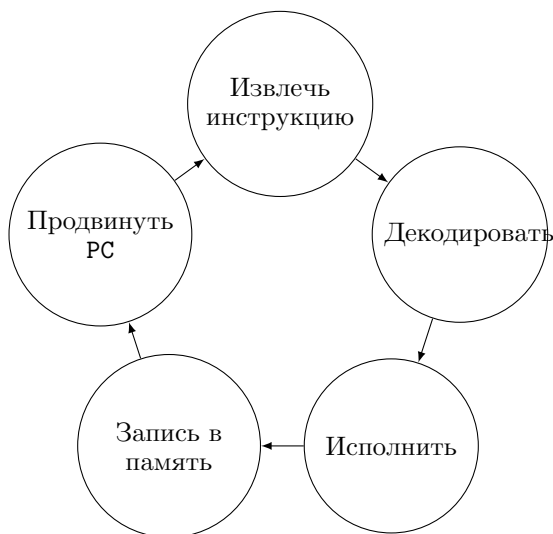 Извлечь
инструкцию
Декодировать
Исполнить
Запись в
память
Продвинуть
PC